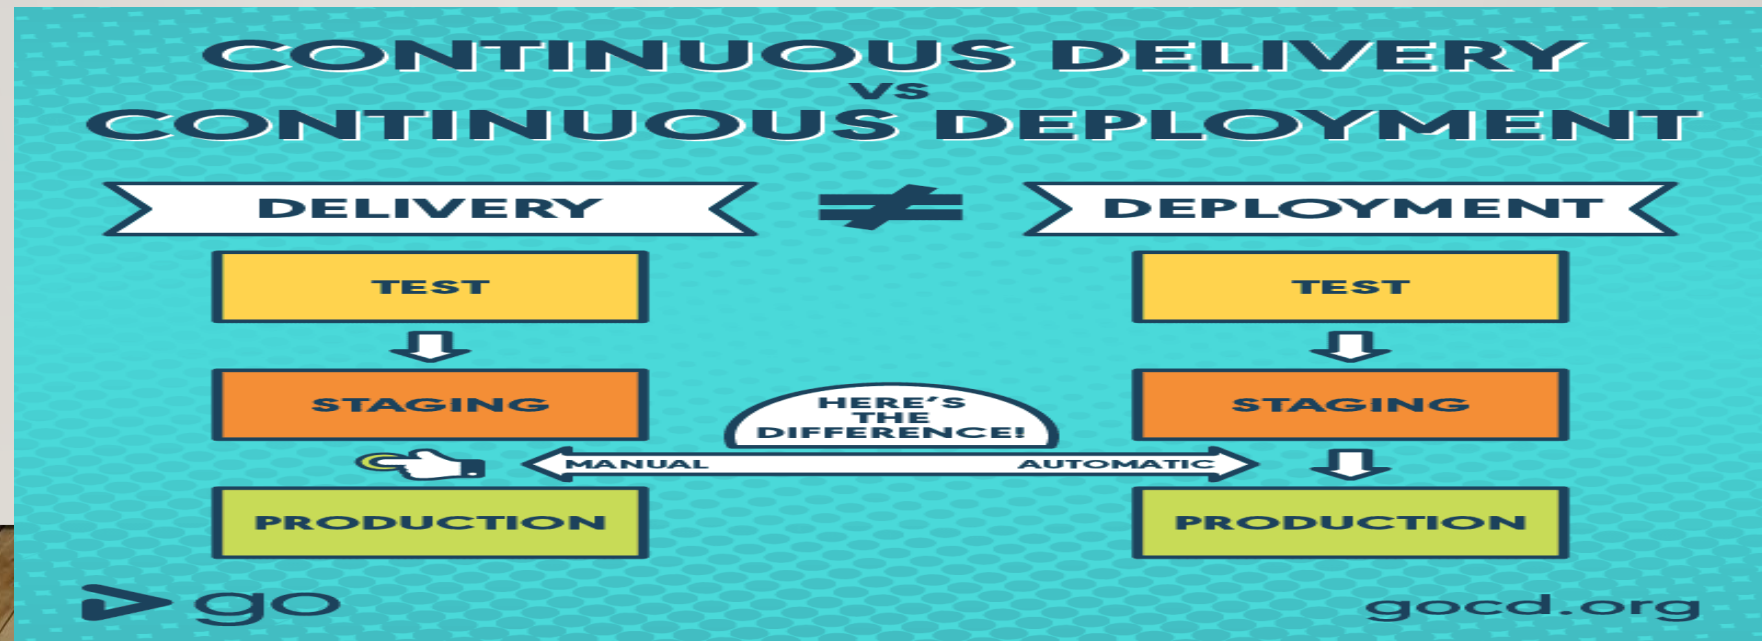 CONTINUOUS DELIVERY
VS
CONTINUOUS DEPLOYMENT
DELIVERY
DEPLOYMENT
TEST
TEST
STAGING
STAGING
HERE'S
THE
DIFFERENCE!
MANUAL
AUTOMATIC
PRODUCTION
PRODUCTION
go
gocd.org